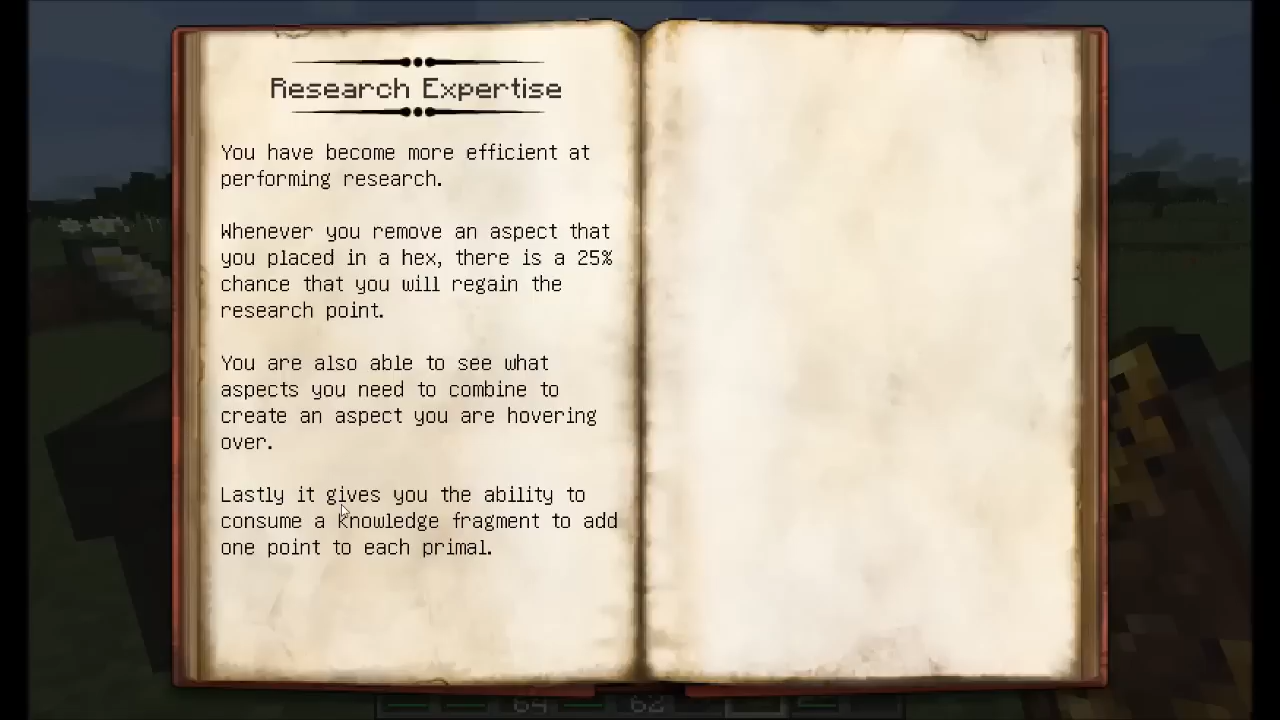 Research Expertise
You have become more efficient at
performing research.
Whenever you remove an aspect that
you placed in a hex, there is a 25%
chance that you will regain the
research point.
You are also able to see what
aspects you need to combine to
create an aspect you are hovering
over.
Lastly it gives you the ability to
consume a knowledge fragment to add
one point to each primal.
64 62